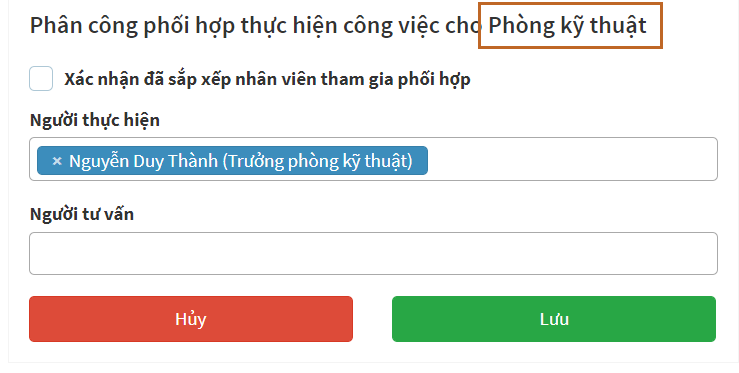 Phân công phối hợp thực hiện công việc cho Phòng kỹ thuật
Xác nhận đã sắp xếp nhân viên tham gia phối hợp
Người thực hiện
× Nguyễn Duy Thành (Trưởng phòng kỹ thuật)
Người tư vấn
Hủy Lưu